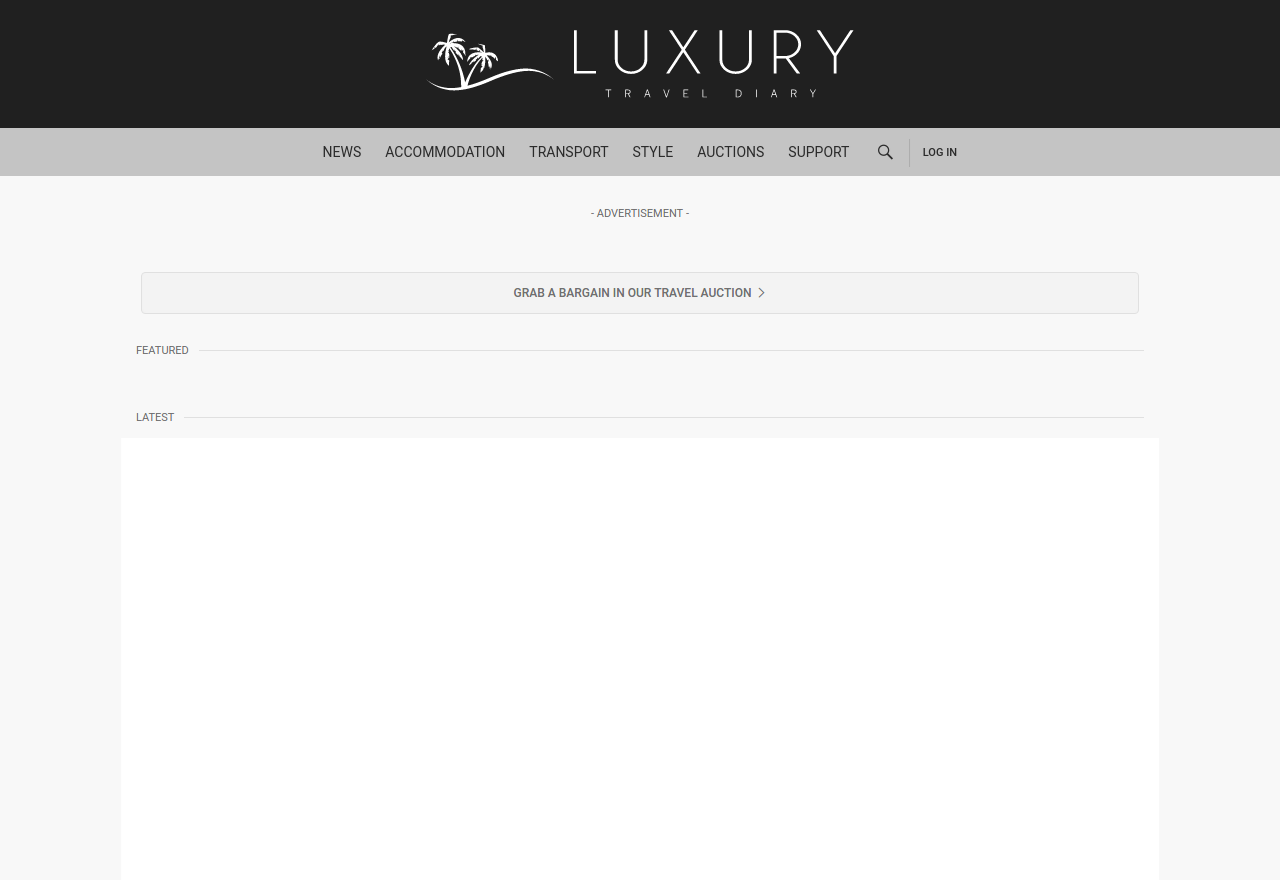 LUXURY
TRAVEL DIARY
NEWS ACCOMMODATION TRANSPORT STYLE AUCTIONS SUPPORT LOG IN
- ADVERTISEMENT -
GRAB A BARGAIN IN OUR TRAVEL AUCTION
FEATURED
LATEST